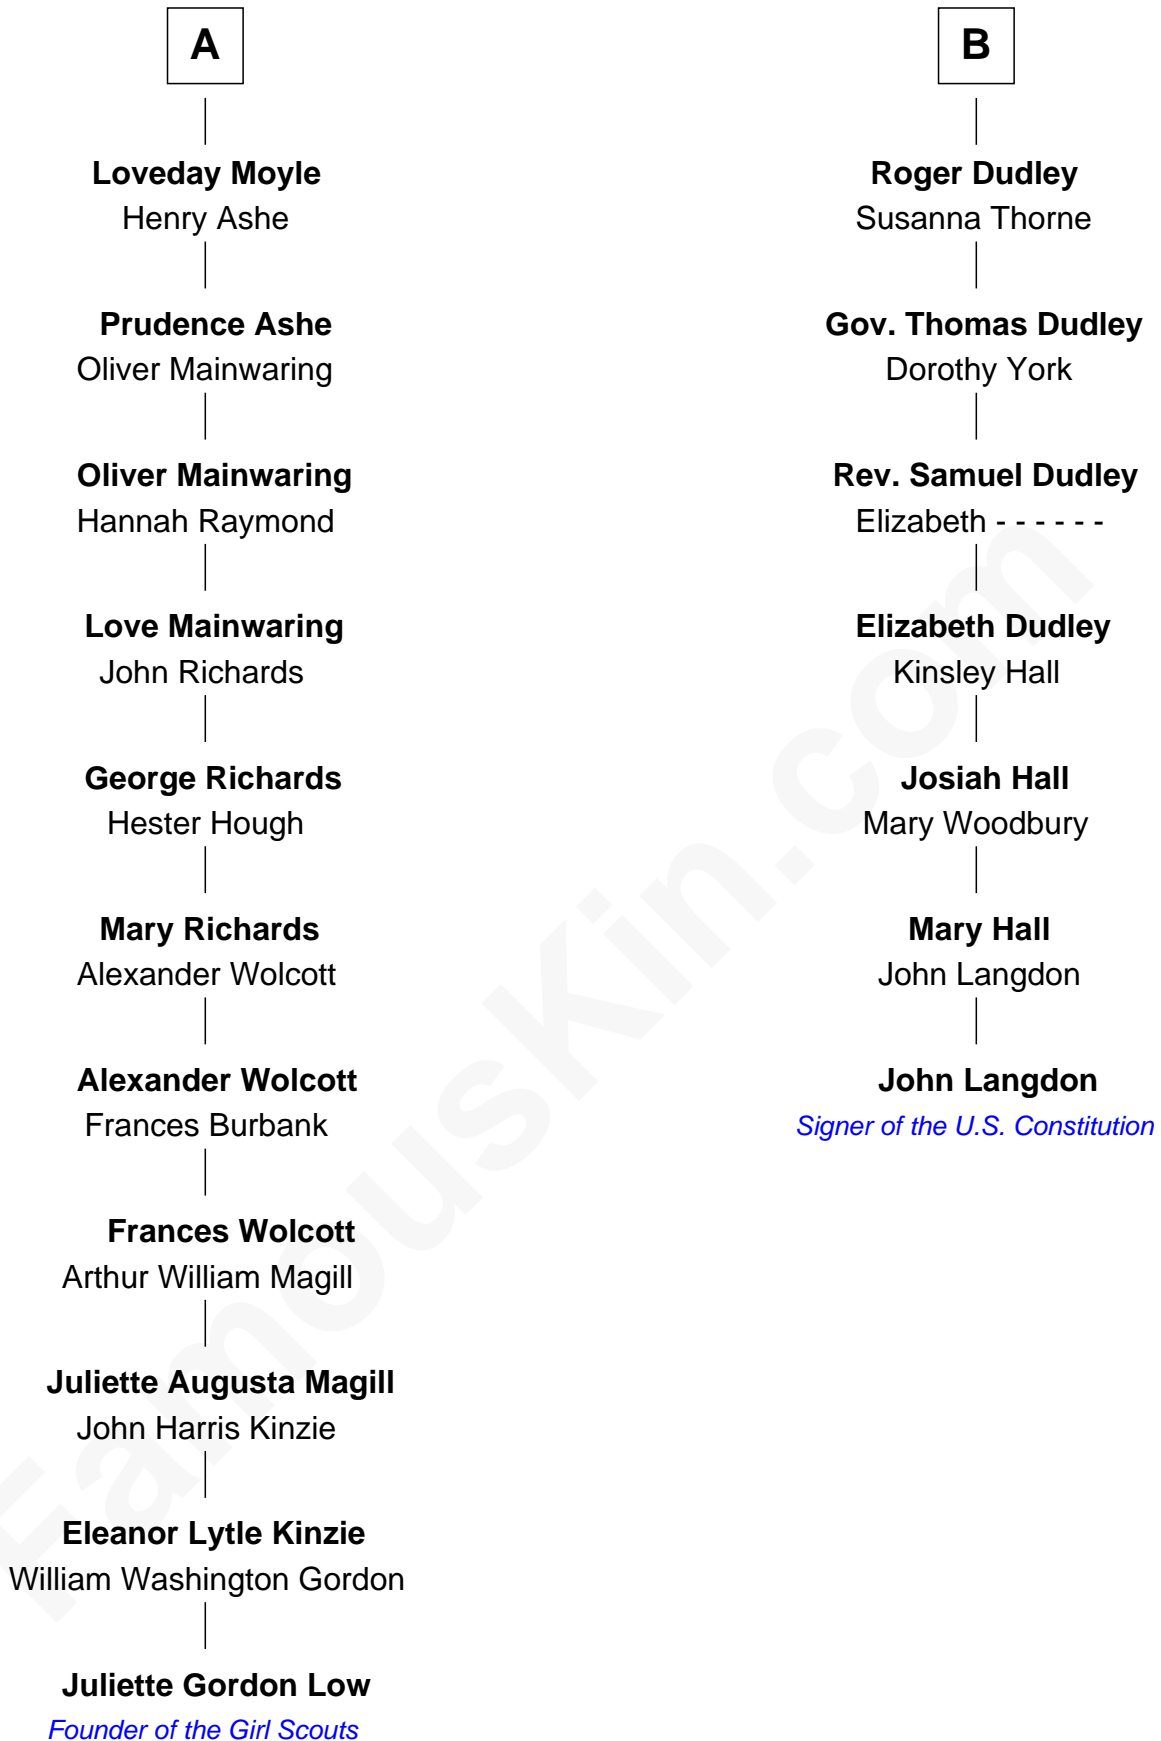 A
Loveday Moyle
Henry Ashe
Prudence Ashe
Oliver Mainwaring
Oliver Mainwaring
Hannah Raymond
Love Mainwaring
John Richards
George Richards
Hester Hough
Mary Richards
Alexander Wolcott
Alexander Wolcott
Frances Burbank
Frances Wolcott
Arthur William Magill
Juliette Augusta Magill
John Harris Kinzie
Eleanor Lytle Kinzie
William Washington Gordon
Juliette Gordon Low
Founder of the Girl Scouts
B
Roger Dudley
Susanna Thorne
Gov. Thomas Dudley
Dorothy York
Rev. Samuel Dudley
Elizabeth - - - - - -
Elizabeth Dudley
Kinsley Hall
Josiah Hall
Mary Woodbury
Mary Hall
John Langdon
John Langdon
Signer of the U.S. Constitution
FamousKin.com